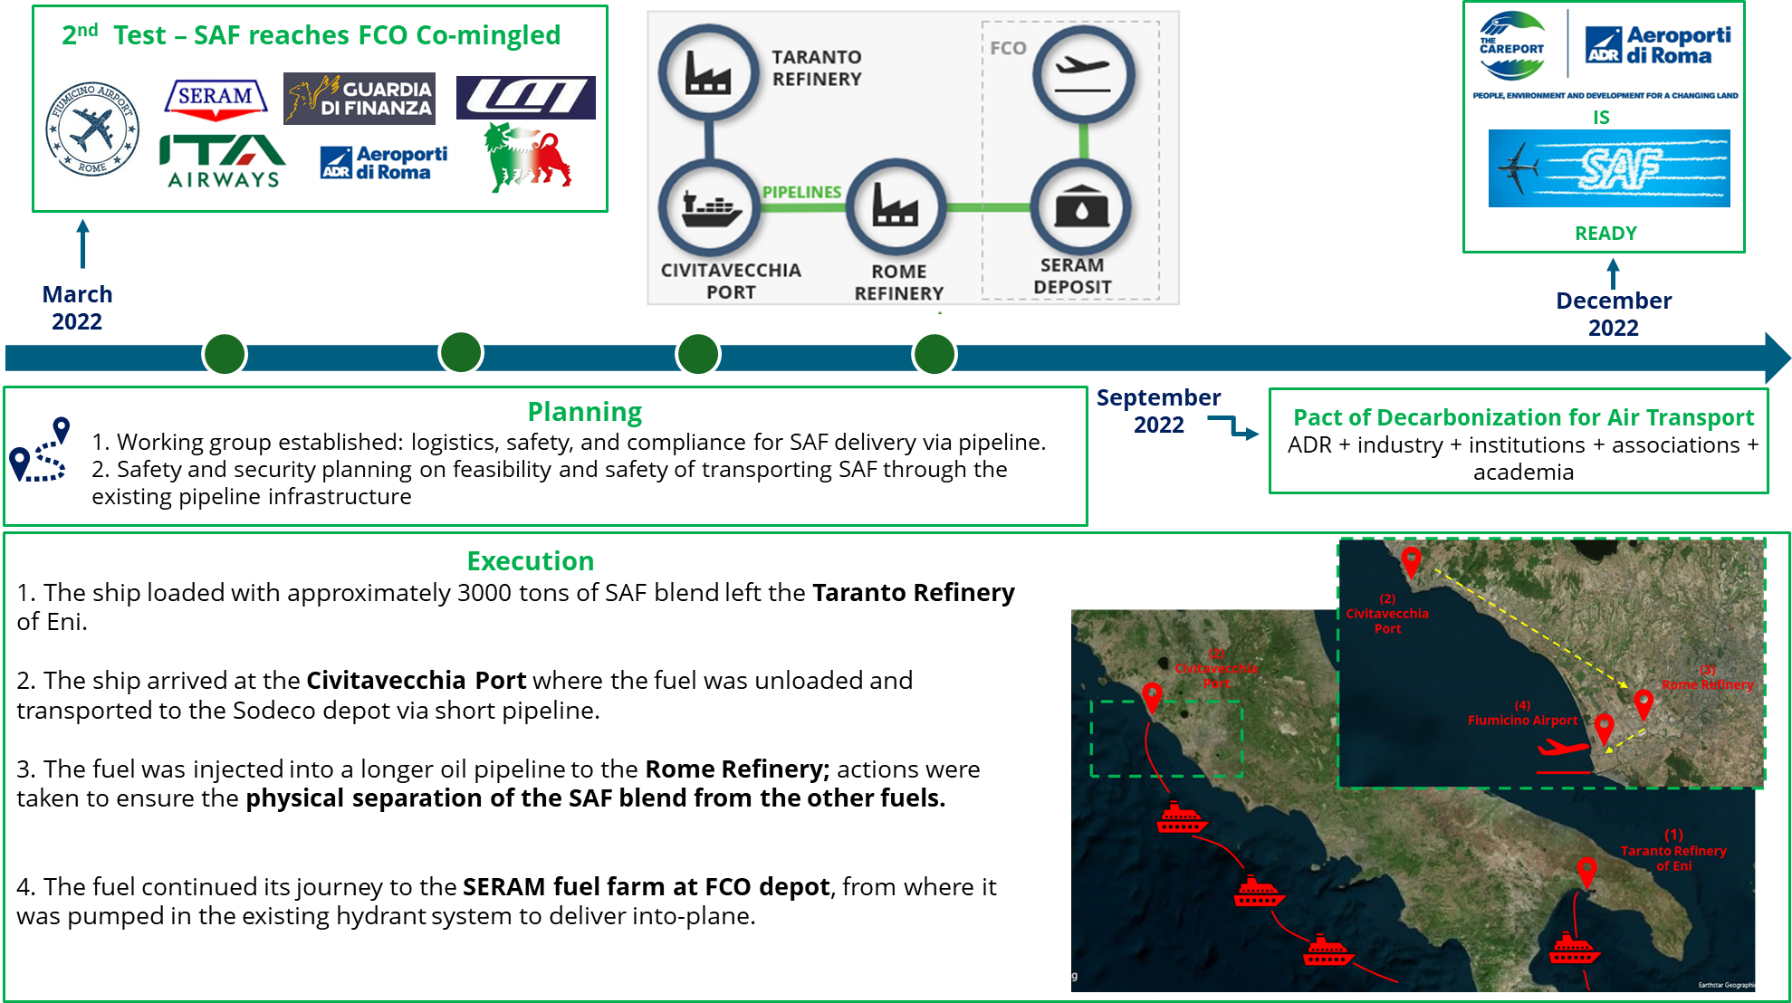 2nd Test – SAF reaches FCO Co-mingled
FIUMICINO AIRPORT
ROME
SERAM
GUARDIA
DI FINANZA
ITA
AIRWAYS
ADR
Aeroporti
di Roma
TARANTO
REFINERY
FCO
PIPELINES
CIVITAVECCHIA
PORT
ROME
REFINERY
SERAM
DEPOSIT
THE
CAREPORT
ADR
Aeroporti
di Roma
PEOPLE, ENVIRONMENT AND DEVELOPMENT FOR A CHANGING LAND
IS
SAF
READY
March
2022
December
2022
Planning
1. Working group established: logistics, safety, and compliance for SAF delivery via pipeline.
2. Safety and security planning on feasibility and safety of transporting SAF through the
existing pipeline infrastructure
September
2022
Pact of Decarbonization for Air Transport
ADR + industry + institutions + associations +
academia
Execution
1. The ship loaded with approximately 3000 tons of SAF blend left the Taranto Refinery
of Eni.
2. The ship arrived at the Civitavecchia Port where the fuel was unloaded and
transported to the Sodeco depot via short pipeline.
3. The fuel was injected into a longer oil pipeline to the Rome Refinery; actions were
taken to ensure the physical separation of the SAF blend from the other fuels.
4. The fuel continued its journey to the SERAM fuel farm at FCO depot, from where it
was pumped in the existing hydrant system to deliver into-plane.
(2)
Civitavecchia
Port
(2)
Civitavecchia
Port
(3)
Rome Refinery
(4)
Fiumicino Airport
(1)
Taranto Refinery
of Eni
Earthstar Geographic